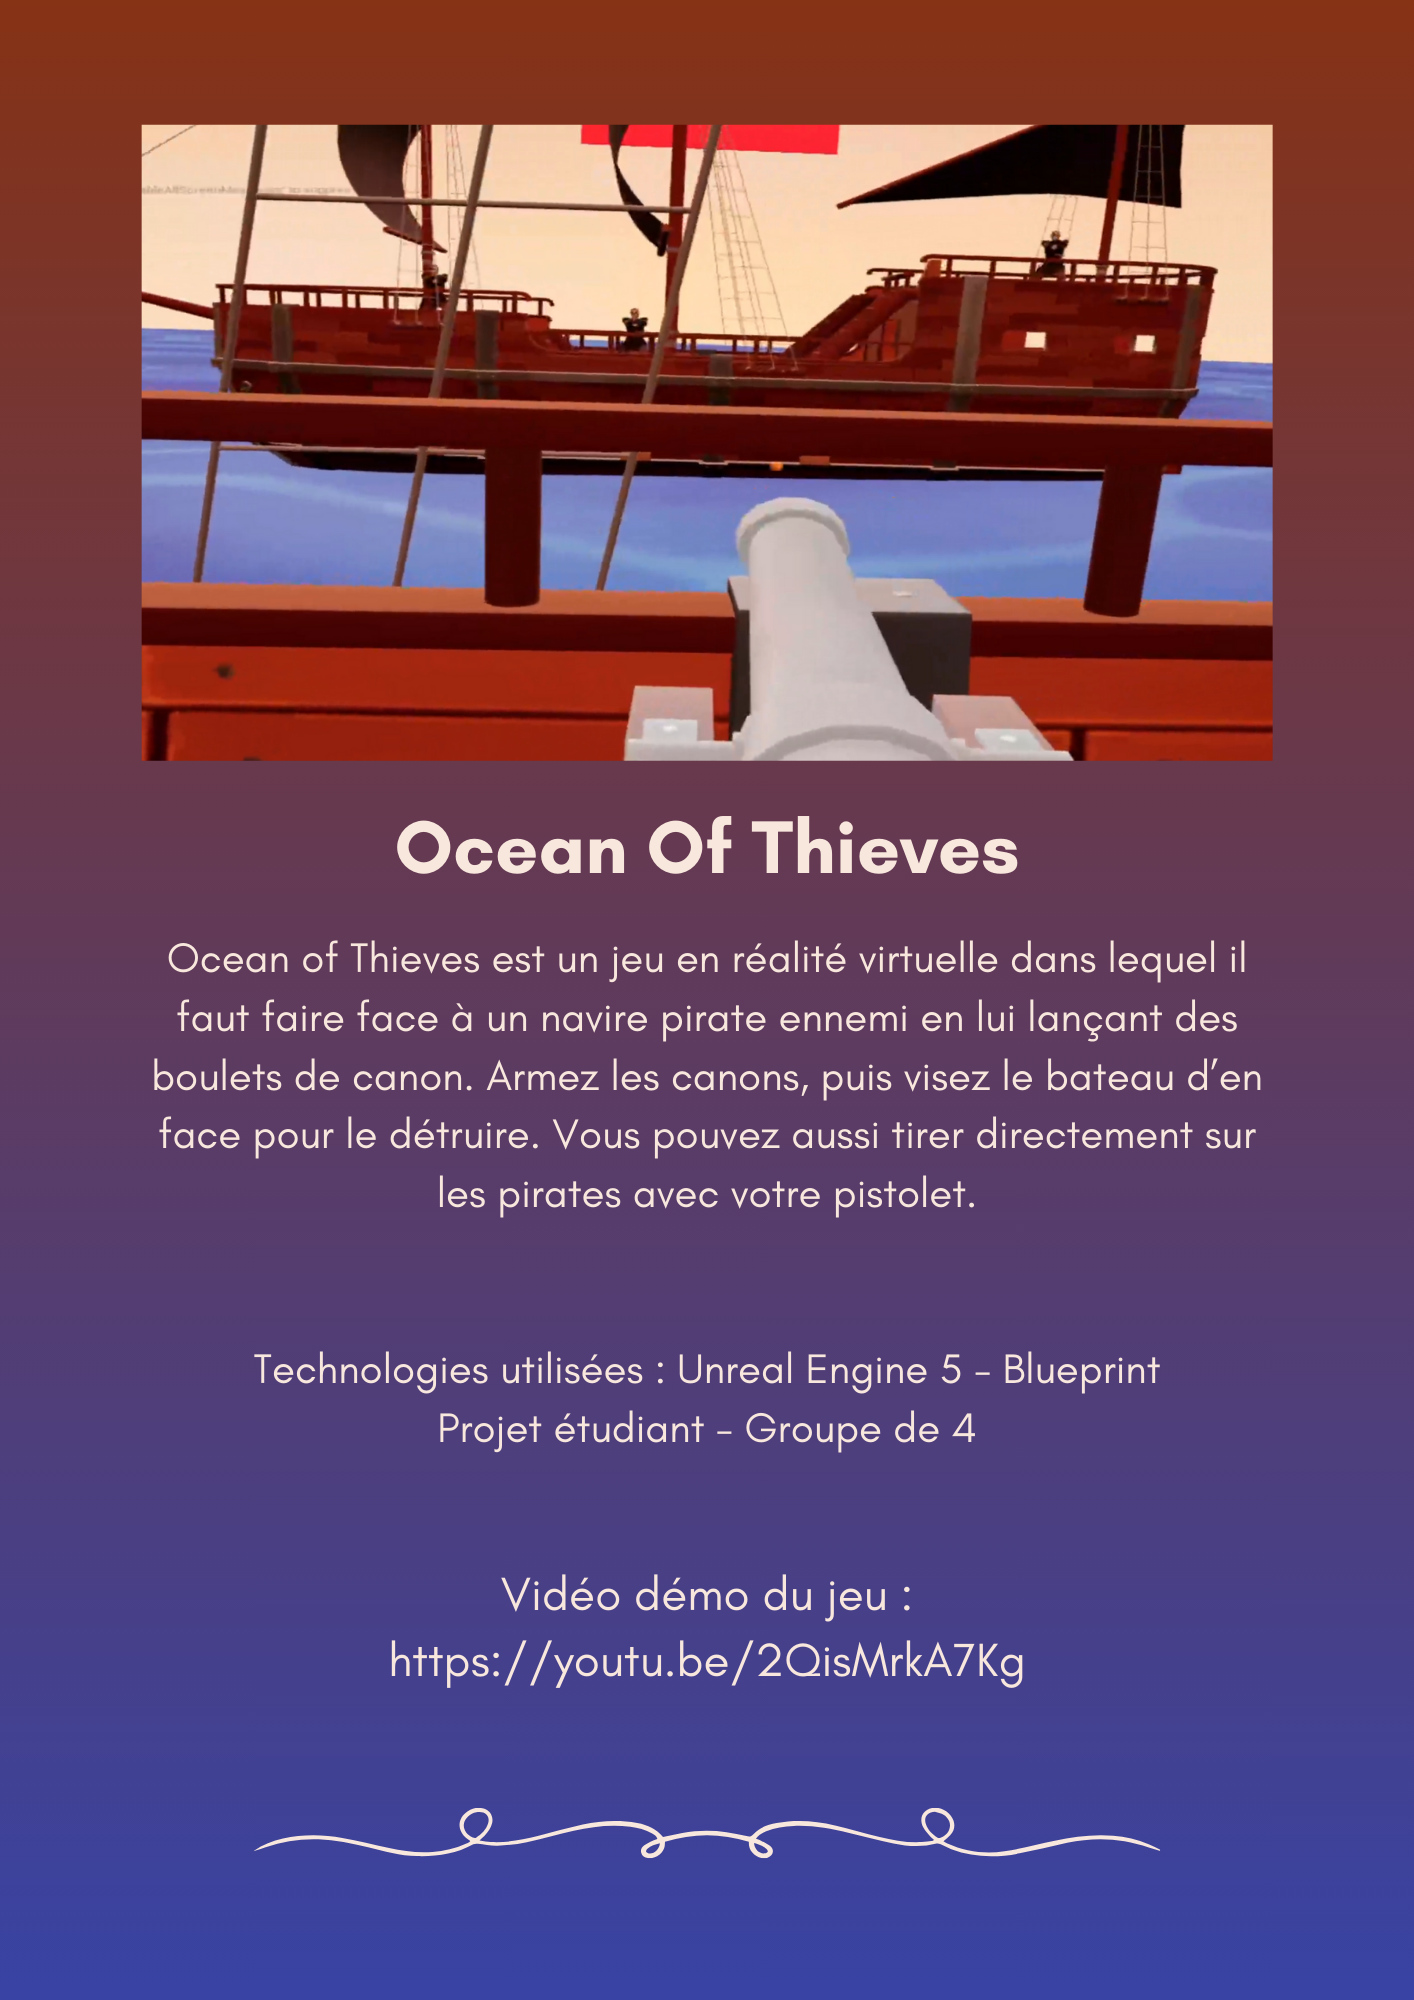 Ocean Of Thieves
Ocean of Thieves est un jeu en réalité virtuelle dans lequel il
faut faire face à un navire pirate ennemi en lui lançant des
boulets de canon. Armez les canons, puis visez le bateau d’en
face pour le détruire. Vous pouvez aussi tirer directement sur
les pirates avec votre pistolet.
Technologies utilisées : Unreal Engine 5 - Blueprint
Projet étudiant - Groupe de 4
Vidéo démo du jeu :
https://youtu.be/2QisMrkA7Kg